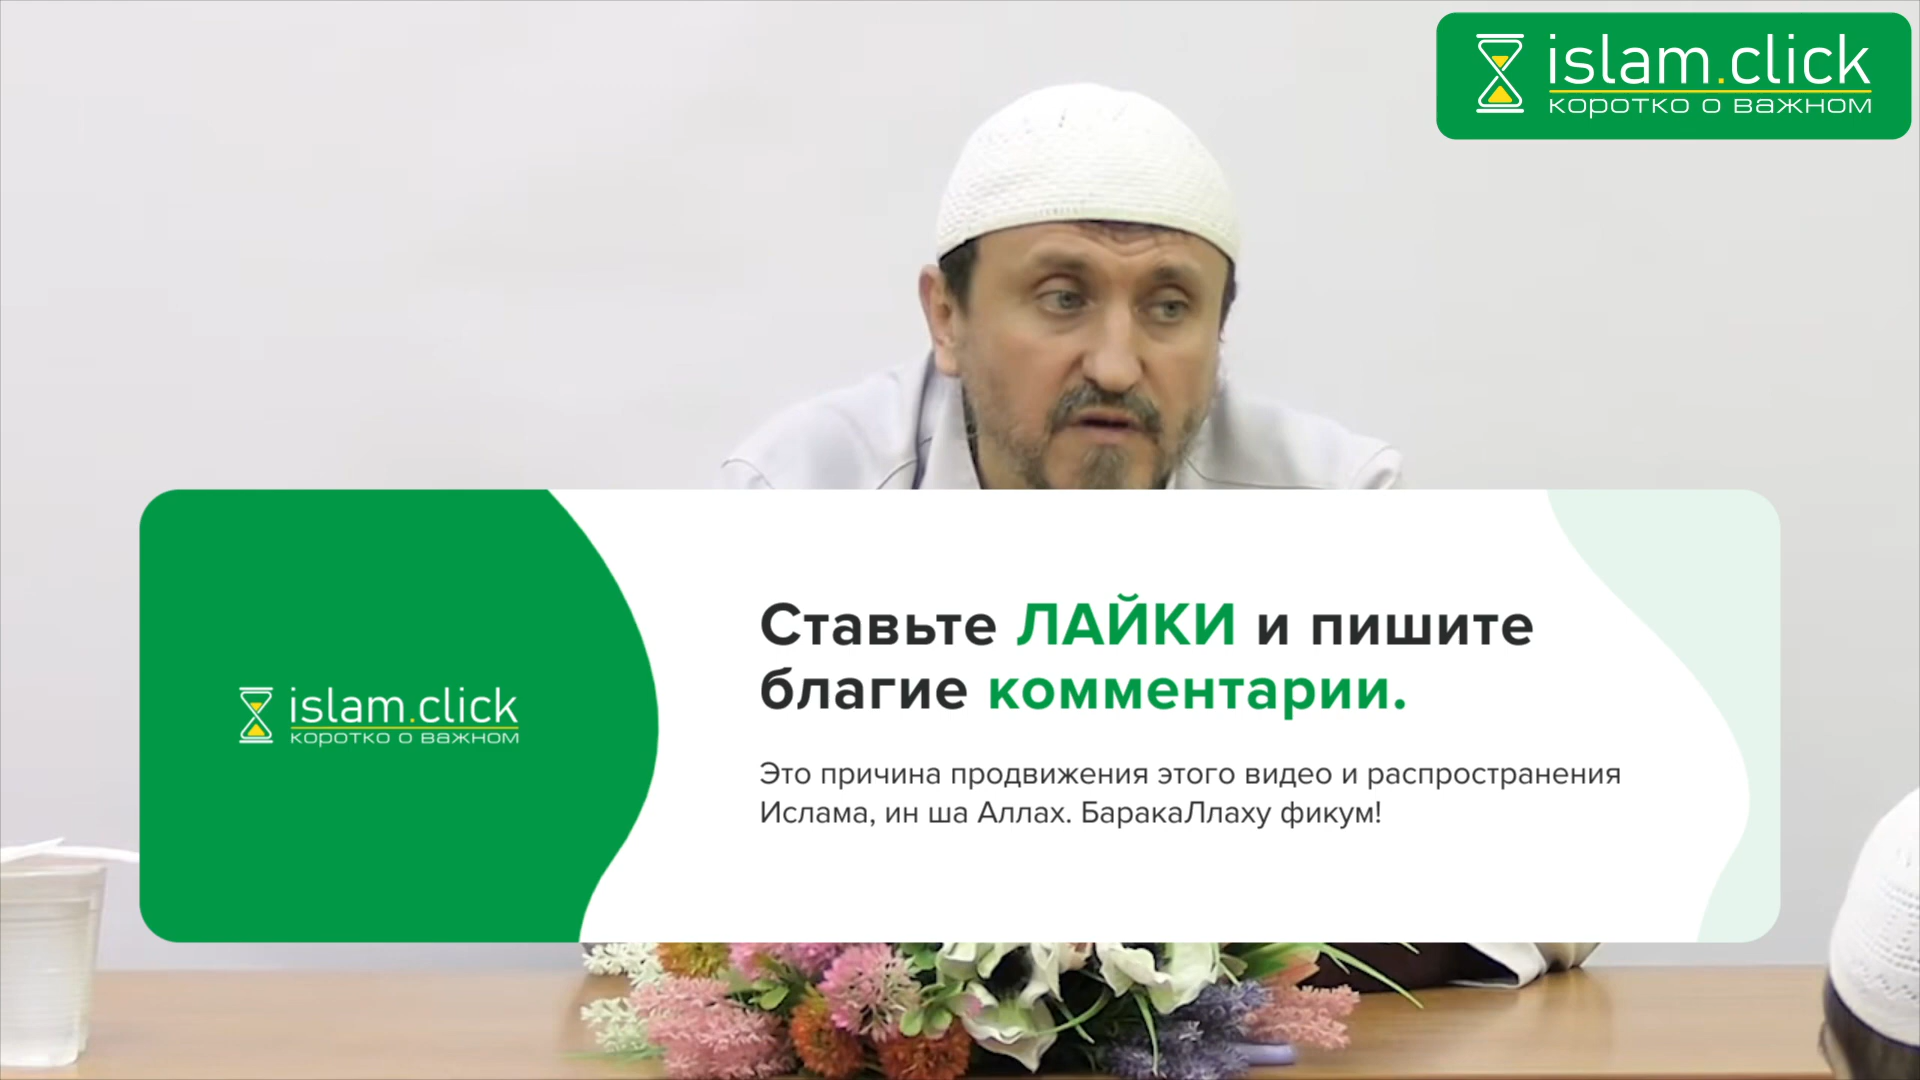 islam.click
коротко о важном
Ставьте ЛАЙКИ и пишите
благие комментарии.
Это причина продвижения этого видео и распространения
Ислама, ин ша Аллах. БаракаЛлаху фикум!
islam.click
коротко о важном